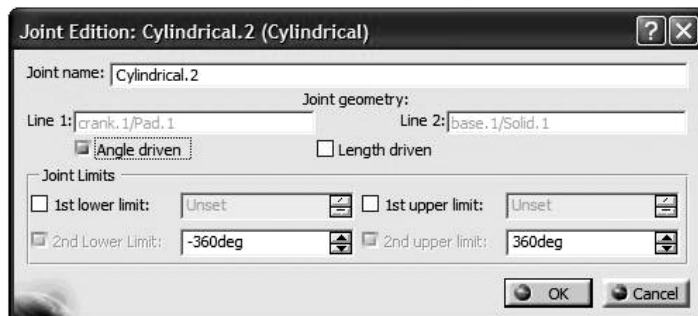 Joint Edition: Cylindrical.2 (Cylindrical)
Joint name: Cylindrical.2
Joint geometry:
Line 1: crank.1/Pad.1 Line 2: base.1/Solid.1
Angle driven Length driven
Joint Limits
1st lower limit: Unset 1st upper limit: Unset
2nd Lower Limit: -360deg 2nd upper limit: 360deg
OK Cancel